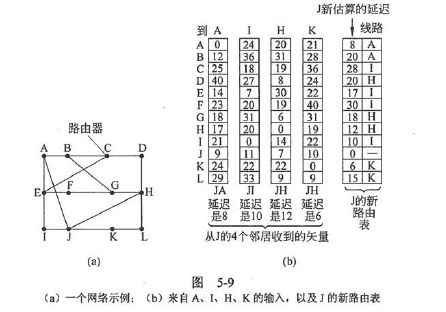 J新估算的延迟
到 A I H K 线路
A 0 24 20 21 8 A
B 12 36 31 28 20 A
C 25 18 19 36 28 I
D 40 27 8 24 20 H
E 14 7 30 22 17 I
F 23 20 19 40 30 I
G 18 31 6 31 18 H
H 17 20 0 19 12 H
I 21 0 14 22 10 I
J 9 11 7 10 0 —
K 24 22 22 0 6 K
L 29 33 9 9 15 K
JA JI JH JH
延迟 延迟 延迟 延迟
是8 是10 是12 是6
J的新
路由
表
从J的4个邻居收到的矢量
路由器
A B C D
E F G H
I J K L
(a) (b)
图 5-9
(a) 一个网络示例；(b) 来自 A、I、H、K 的输入，以及 J 的新路由表